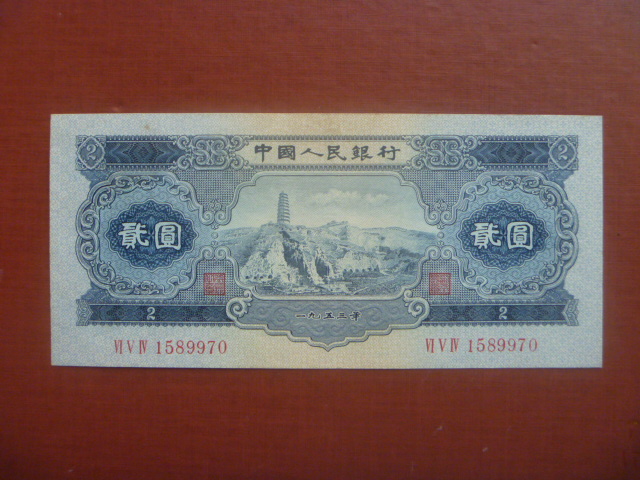 2 中國人民銀行 2
貳圓 貳圓
2 一九五三年 2
VI V IV 1589970 VI V IV 1589970